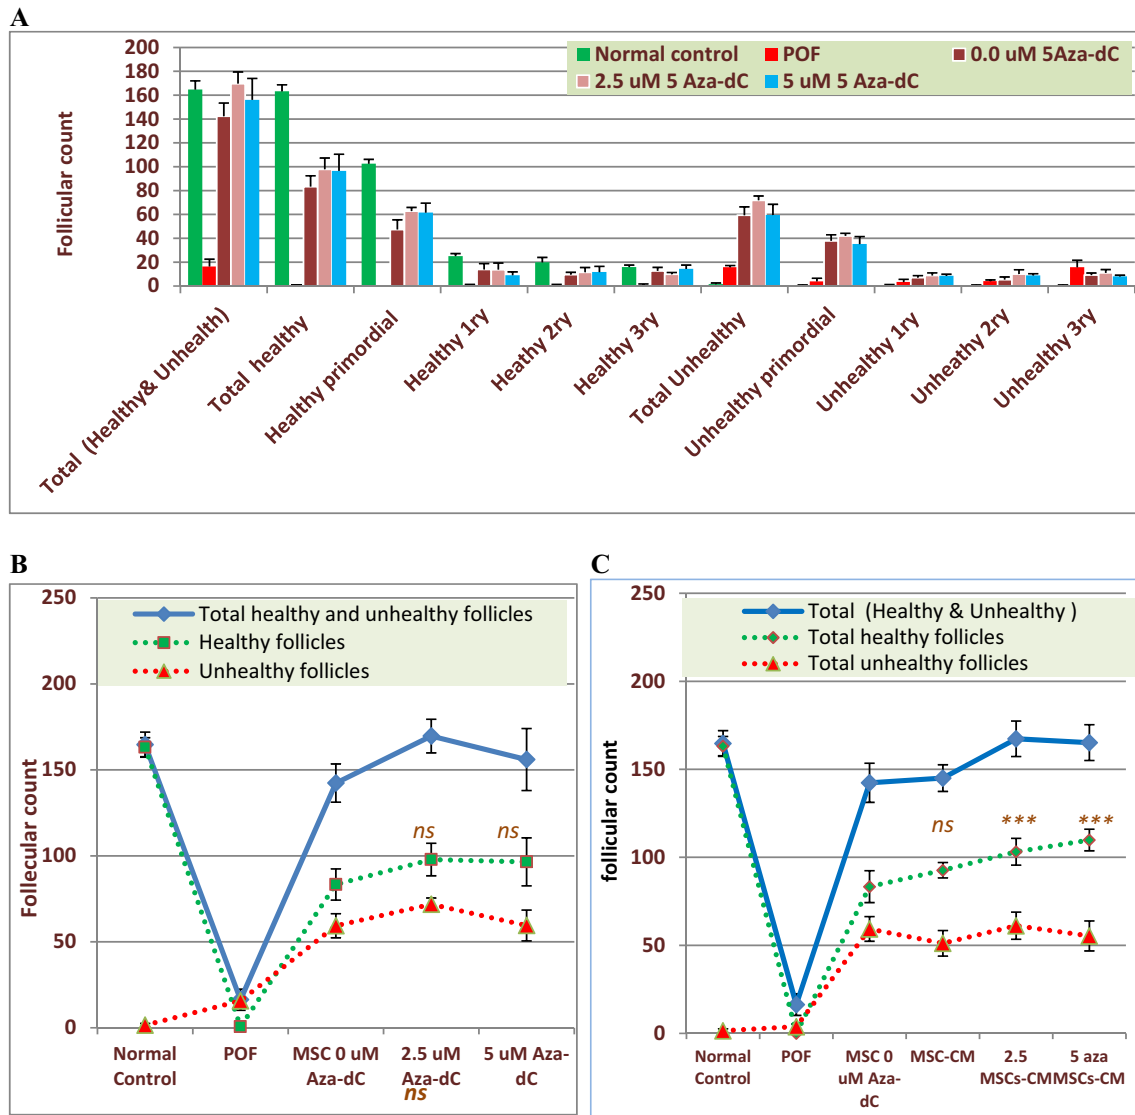 A
Normal control
POF
0.0 uM 5Aza-dC
2.5 uM 5 Aza-dC
5 uM 5 Aza-dC
Follicular count
200
180
160
140
120
100
80
60
40
20
0
Total (Healthy& Unhealth)
Total healthy
Healthy primordial
Healthy 1ry
Heathy 2ry
Healthy 3ry
Total Unhealthy
Unhealthy primordial
Unhealthy 1ry
Unheathy 2ry
Unhealthy 3ry
B
Total healthy and unhealthy follicles
Healthy follicles
Unhealthy follicles
Follecular count
250
200
150
100
50
0
ns
ns
Normal Control
POF
MSC 0 uM Aza-dC
2.5 uM Aza-dC
5 uM Aza-dC
ns
C
Total (Healthy & Unhealthy )
Total healthy follicles
Total unhealthy follicles
follicular count
250
200
150
100
50
0
ns
***
***
Normal Control
POF
MSC 0 uM Aza-dC
MSC-CM
2.5 MSCs-CM
5 aza MSCs-CM